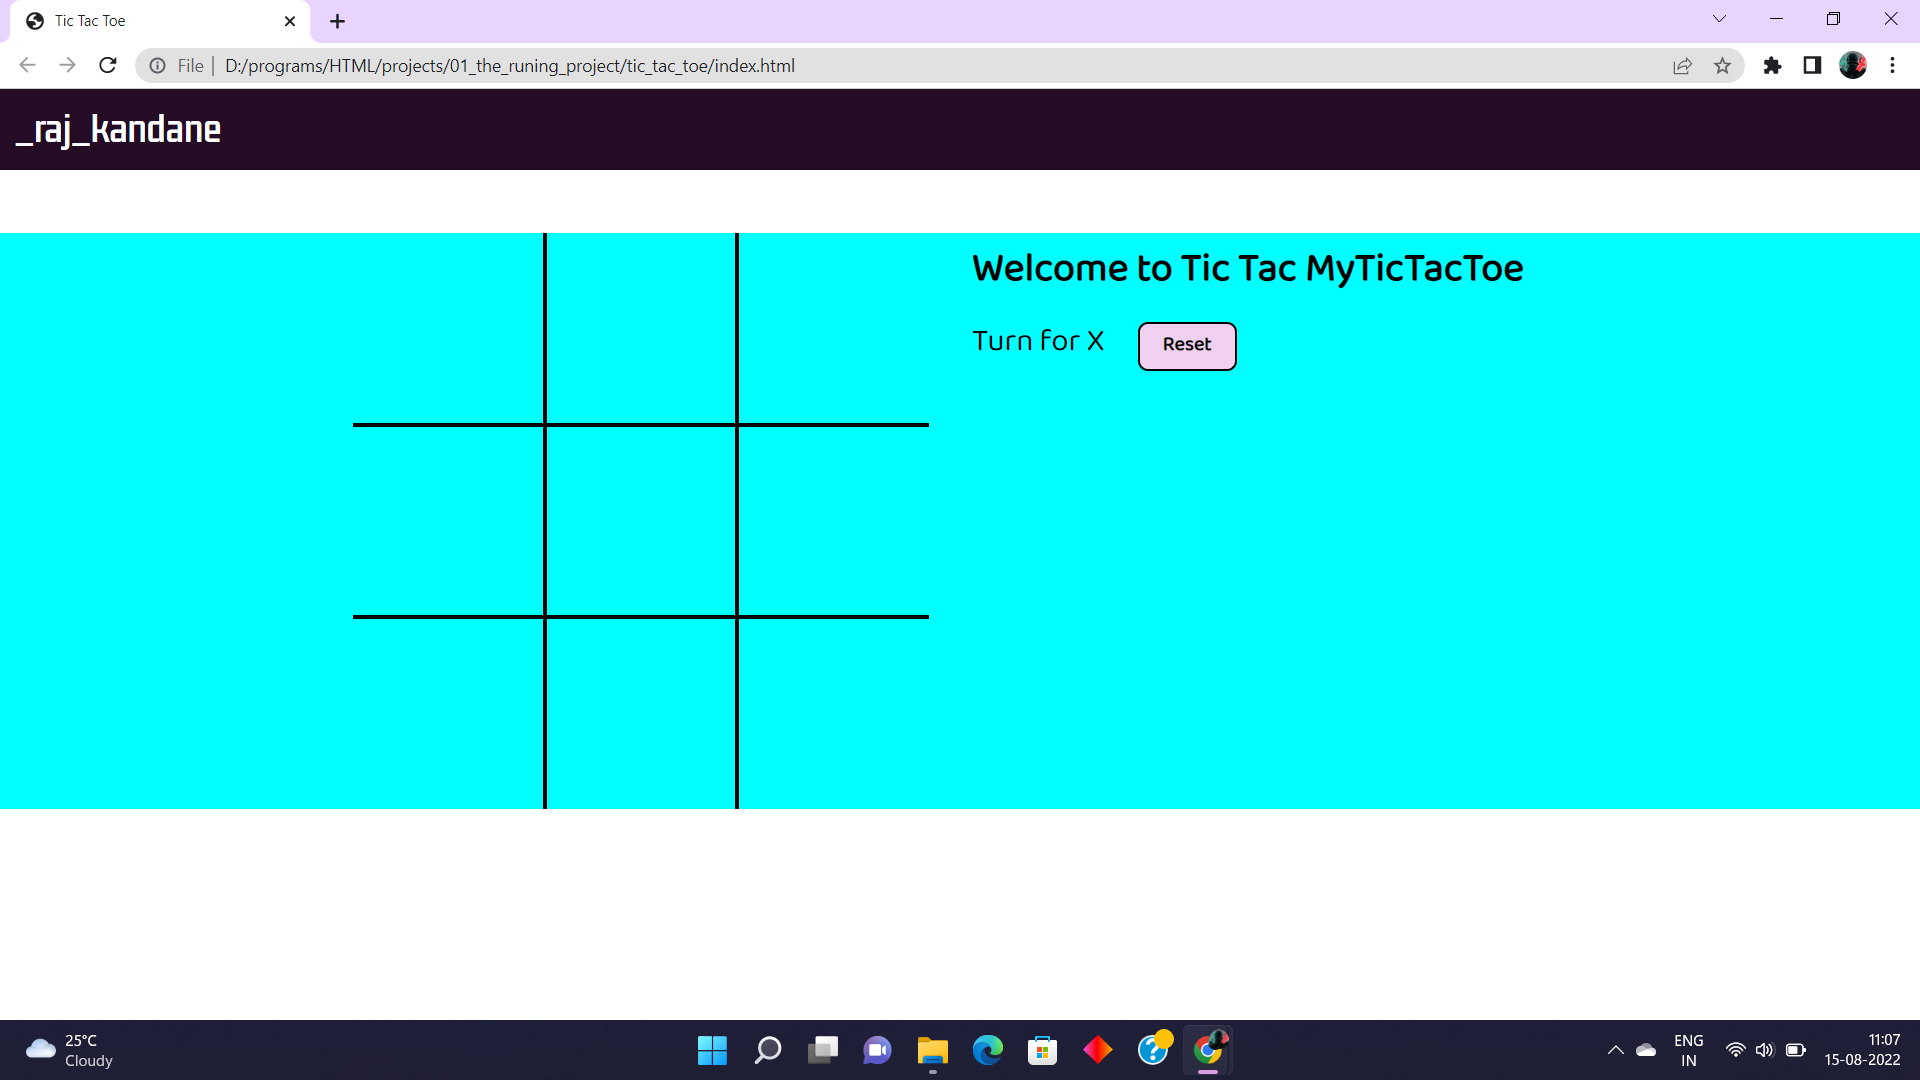 Tic Tac Toe
File | D:/programs/HTML/projects/01_the_runing_project/tic_tac_toe/index.html
_raj_kandane
Welcome to Tic Tac MyTicTacToe
Turn for X
Reset
25°C
Cloudy
ENG
IN
11:07
15-08-2022